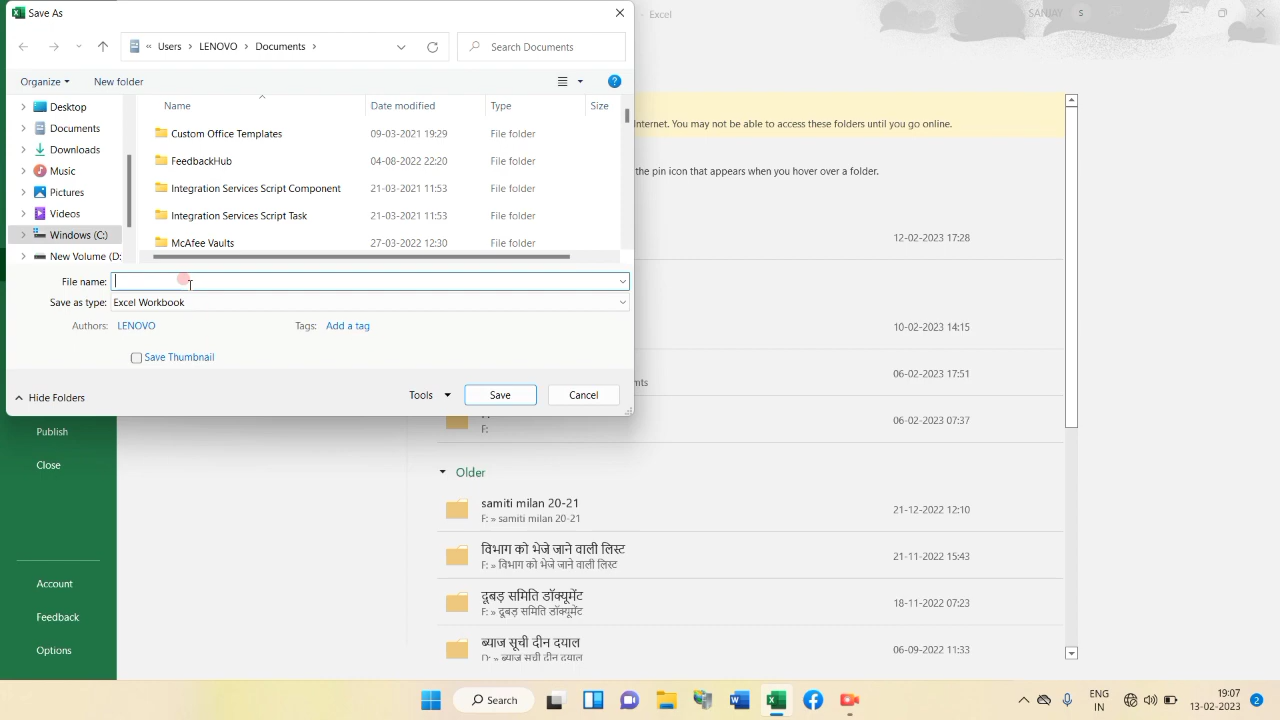 Save As
- Excel
SANJAY S
« Users > LENOVO > Documents >
Search Documents
Organize
New folder
Name
Date modified
Type
Size
Desktop
Documents
Downloads
Music
Pictures
Videos
Windows (C:)
New Volume (D:
Custom Office Templates 09-03-2021 19:29 File folder
FeedbackHub 04-08-2022 22:20 File folder
Integration Services Script Component 21-03-2021 11:53 File folder
Integration Services Script Task 21-03-2021 11:53 File folder
McAfee Vaults 27-03-2022 12:30 File folder
File name:
Save as type: Excel Workbook
Authors: LENOVO
Tags: Add a tag
Save Thumbnail
Hide Folders
Tools
Save
Cancel
nternet. You may not be able to access these folders until you go online.
the pin icon that appears when you hover over a folder.
12-02-2023 17:28
10-02-2023 14:15
06-02-2023 17:51
nts
06-02-2023 07:37
F:
Publish
Close
Account
Feedback
Options
Older
samiti milan 20-21
F: » samiti milan 20-21
21-12-2022 12:10
विभाग को भेजे जाने वाली लिस्ट
F: » विभाग को भेजे जाने वाली लिस्ट
21-11-2022 15:43
दूबड़ समिति डॉक्यूमेंट
F: » दूबड़ समिति डॉक्यूमेंट
18-11-2022 07:23
ब्याज सूची दीन दयाल
D: » ब्याज सूची दीन दयाल
06-09-2022 11:33
Search
ENG
IN
19:07
13-02-2023
2